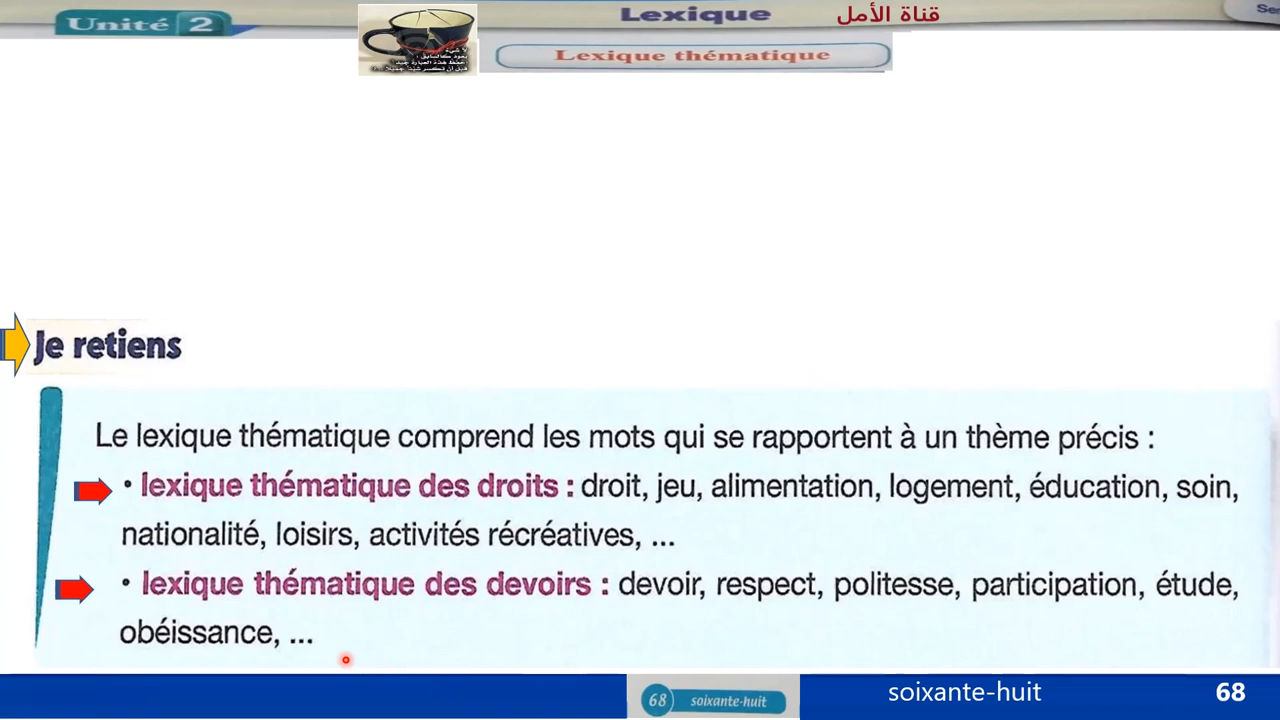 Unité 2
Lexique
قناة الأمل
Lexique thématique
Je retiens
Le lexique thématique comprend les mots qui se rapportent à un thème précis :
• lexique thématique des droits : droit, jeu, alimentation, logement, éducation, soin,
nationalité, loisirs, activités récréatives, ...
• lexique thématique des devoirs : devoir, respect, politesse, participation, étude,
obéissance, ...
68 soixante-huit
soixante-huit 68